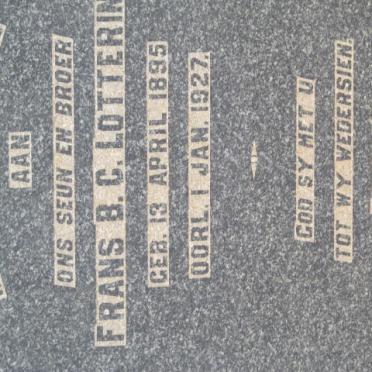 AAN
ONS SEUN EN BROER
FRANS B. C. LOTTERIN
GEB. 13 APRIL 1895
OORL. 1 JAN. 1927.
GOD SY MET U
TOT WY WEDERSIEN.